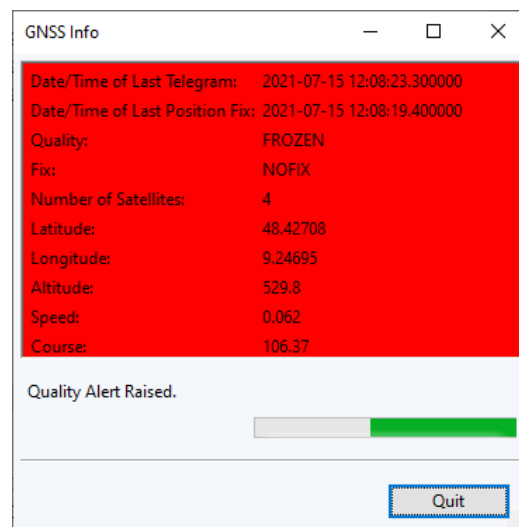 GNSS Info
Date/Time of Last Telegram: 2021-07-15 12:08:23.300000
Date/Time of Last Position Fix: 2021-07-15 12:08:19.400000
Quality: FROZEN
Fix: NOFIX
Number of Satellites: 4
Latitude: 48.42708
Longitude: 9.24695
Altitude: 529.8
Speed: 0.062
Course: 106.37
Quality Alert Raised.
Quit